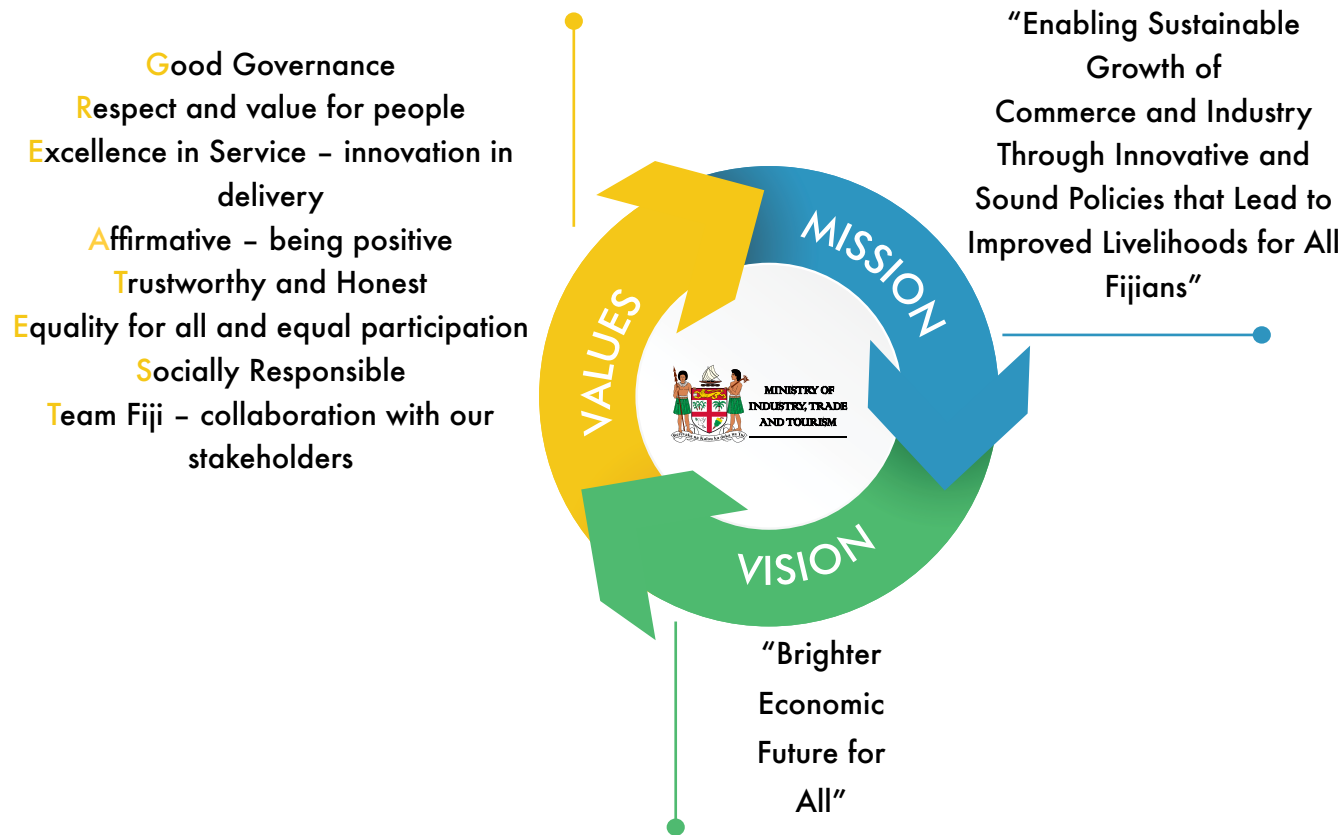 Good Governance
Respect and value for people
Excellence in Service – innovation in
delivery
Affirmative – being positive
Trustworthy and Honest
Equality for all and equal participation
Socially Responsible
Team Fiji – collaboration with our
stakeholders
“Enabling Sustainable
Growth of
Commerce and Industry
Through Innovative and
Sound Policies that Lead to
Improved Livelihoods for All
Fijians”
VALUES
MISSION
MINISTRY OF
INDUSTRY, TRADE
AND TOURISM
VISION
“Brighter
Economic
Future for
All”